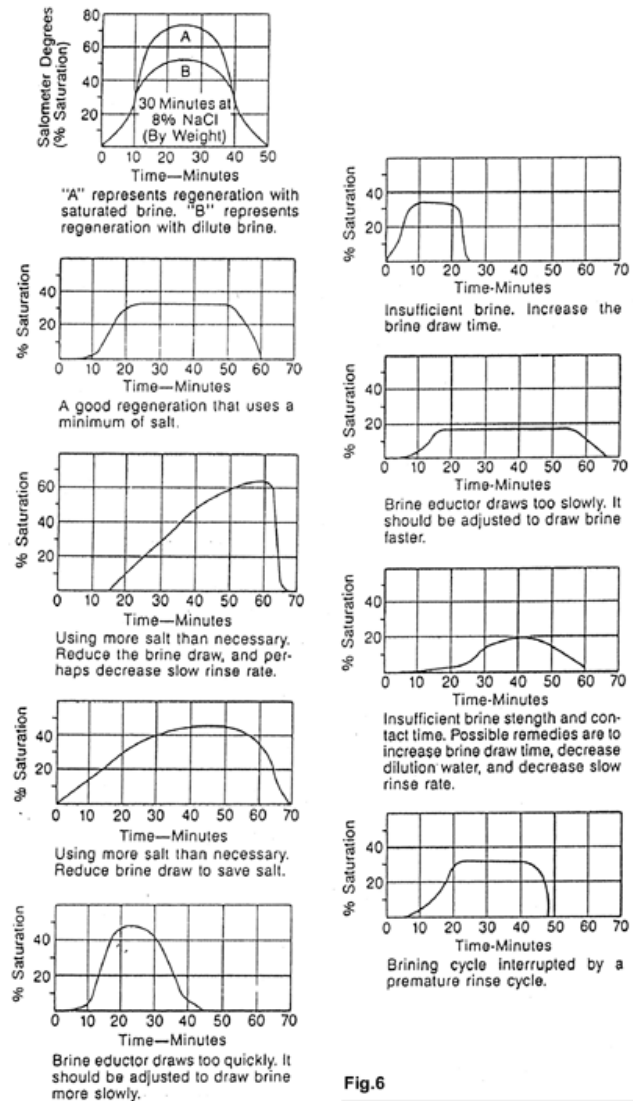 Salometer Degrees
(% Saturation)
80
60
40
20
A
B
30 Minutes at
8% NaCl
(By Weight)
0 10 20 30 40 50
Time—Minutes
"A" represents regeneration with
saturated brine. "B" represents
regeneration with dilute brine.
% Saturation
40
20
0 10 20 30 40 50 60 70
Time—Minutes
A good regeneration that uses a
minimum of salt.
% Saturation
60
40
20
0 10 20 30 40 50 60 70
Time—Minutes
Using more salt than necessary.
Reduce the brine draw, and per-
haps decrease slow rinse rate.
% Saturation
40
20
0 10 20 30 40 50 60 70
Time—Minutes
Using more salt than necessary.
Reduce brine draw to save salt.
% Saturation
40
20
0 10 20 30 40 50 60 70
Time—Minutes
Brine eductor draws too quickly. It
should be adjusted to draw brine
more slowly.
% Saturation
40
20
0 10 20 30 40 50 60 70
Time-Minutes
Insufficient brine. Increase the
brine draw time.
% Saturation
40
20
0 10 20 30 40 50 60 70
Time-Minutes
Brine eductor draws too slowly. It
should be adjusted to draw brine
faster.
% Saturation
40
20
0 10 20 30 40 50 60 70
Time-Minutes
Insufficient brine stength and con-
tact time. Possible remedies are to
increase brine draw time, decrease
dilution water, and decrease slow
rinse rate.
% Saturation
40
20
0 10 20 30 40 50 60 70
Time-Minutes
Brining cycle interrupted by a
premature rinse cycle.
Fig.6